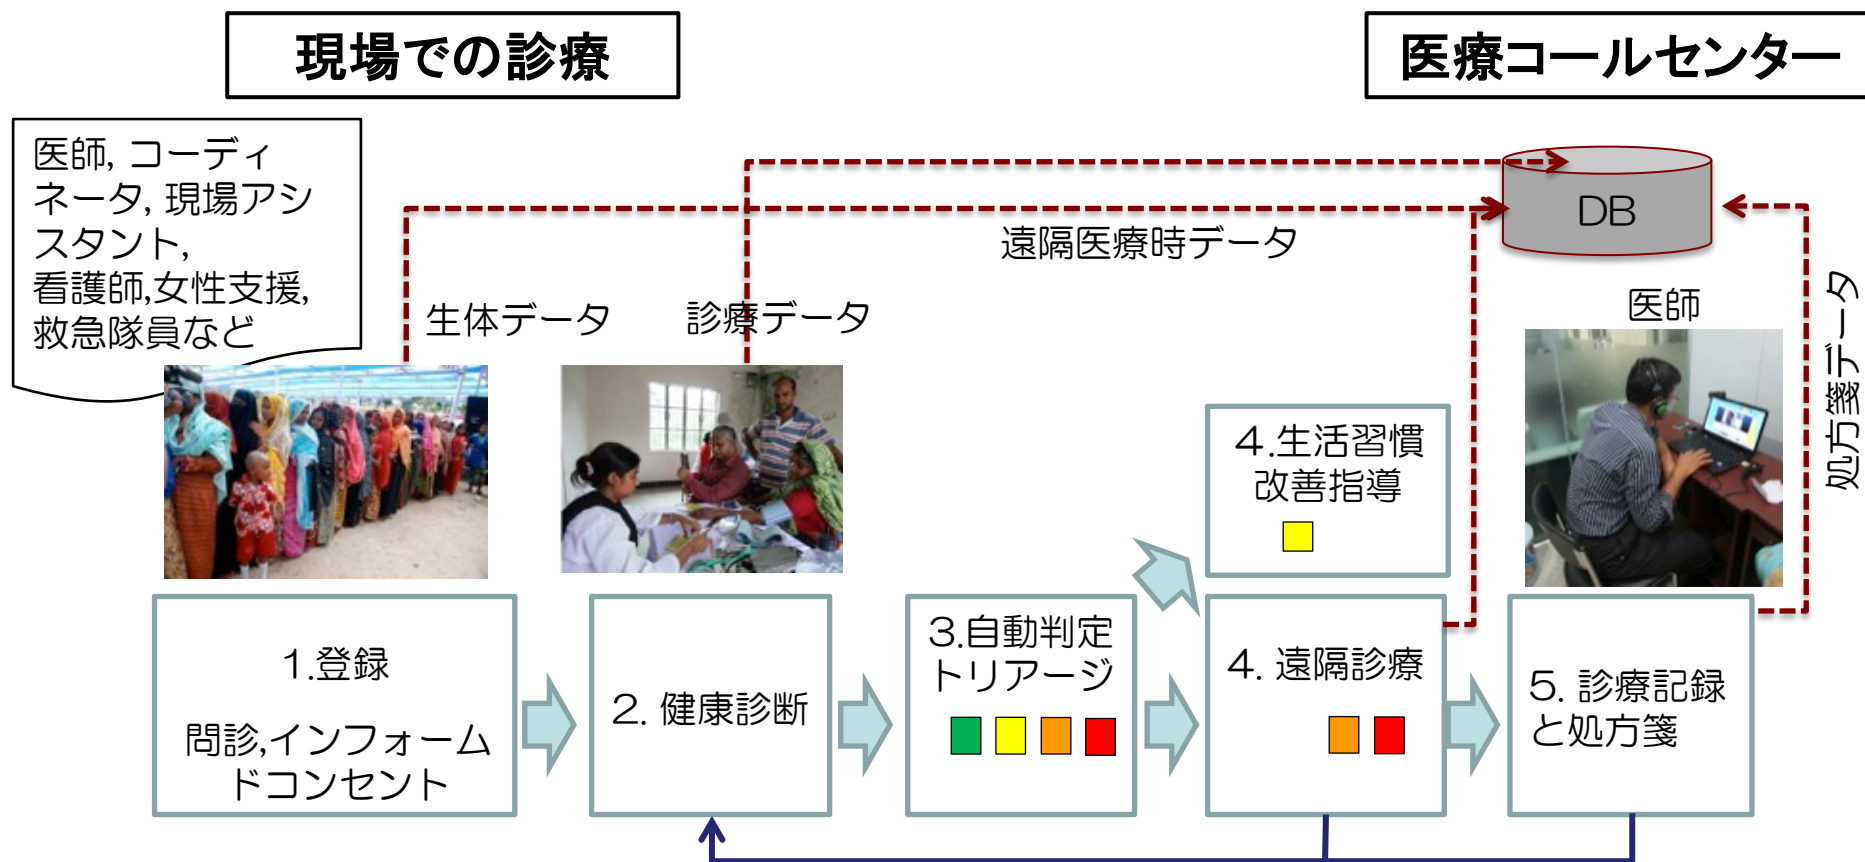 現場での診療
医療コールセンター
医師, コーディ
ネータ, 現場アシ
スタント,
看護師,女性支援,
救急隊員など
DB
遠隔医療時データ
生体データ
診療データ
医師
処方箋データ
4.生活習慣
改善指導
1.登録
問診,インフォーム
ドコンセント
2. 健康診断
3.自動判定
トリアージ
4. 遠隔診療
5. 診療記録
と処方箋